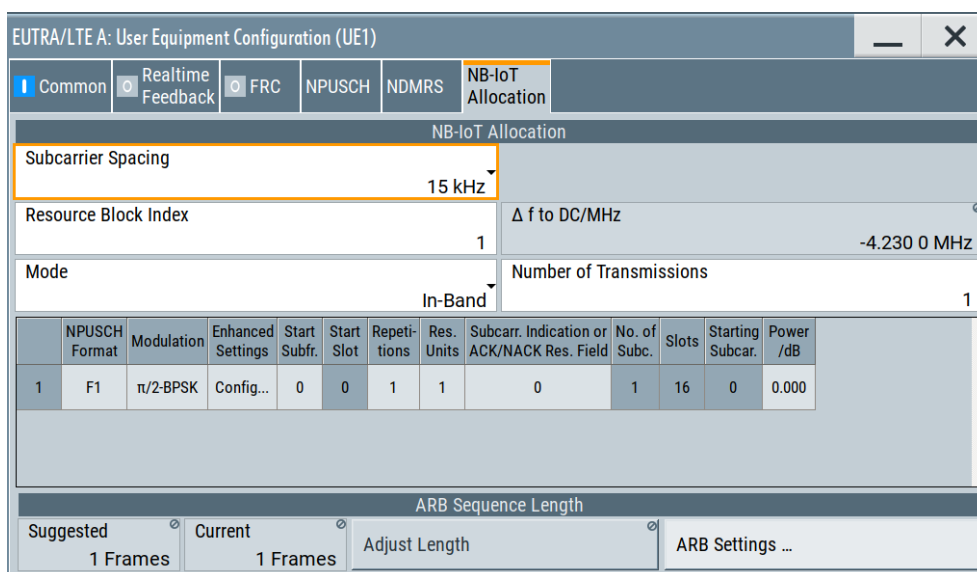 EUTRA/LTE A: User Equipment Configuration (UE1)
Common
Realtime
Feedback
FRC
NPUSCH
NDMRS
NB-IoT
Allocation
NB-IoT Allocation
Subcarrier Spacing
15 kHz
Resource Block Index
1
Δ f to DC/MHz
-4.230 0 MHz
Mode
In-Band
Number of Transmissions
1
NPUSCH Format
Modulation
Enhanced Settings
Start Subfr.
Start Slot
Repeti- tions
Res. Units
Subcarr. Indication or ACK/NACK Res. Field
No. of Subc.
Slots
Starting Subcar.
Power /dB
1 F1 π/2-BPSK Config... 0 0 1 1 0 1 16 0 0.000
ARB Sequence Length
Suggested
1 Frames
Current
1 Frames
Adjust Length
ARB Settings ...